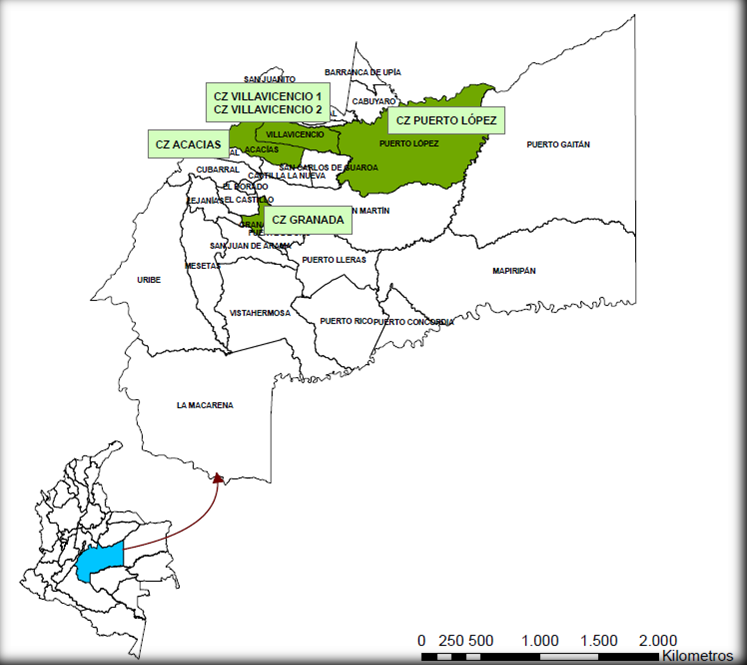 BARRANCA DE UPÍA
SAN JUANITO
CZ VILLAVICENCIO 1
CZ VILLAVICENCIO 2
CABUYARO
CZ PUERTO LÓPEZ
VILLAVICENCIO
CZ ACACIAS
PUERTO LÓPEZ
PUERTO GAITÁN
ACACÍAS
SAN CARLOS DE GUAROA
CUBARRAL
CASTILLA LA NUEVA
EL DORADO
LEJANÍAS
EL CASTILLO
CZ GRANADA
N MARTÍN
SAN JUAN DE ARAMA
PUERTO LLERAS
MESETAS
MAPIRIPÁN
URIBE
VISTAHERMOSA
PUERTO RICO
PUERTO CONCORDIA
LA MACARENA
0 250 500 1.000 1.500 2.000
Kilometros